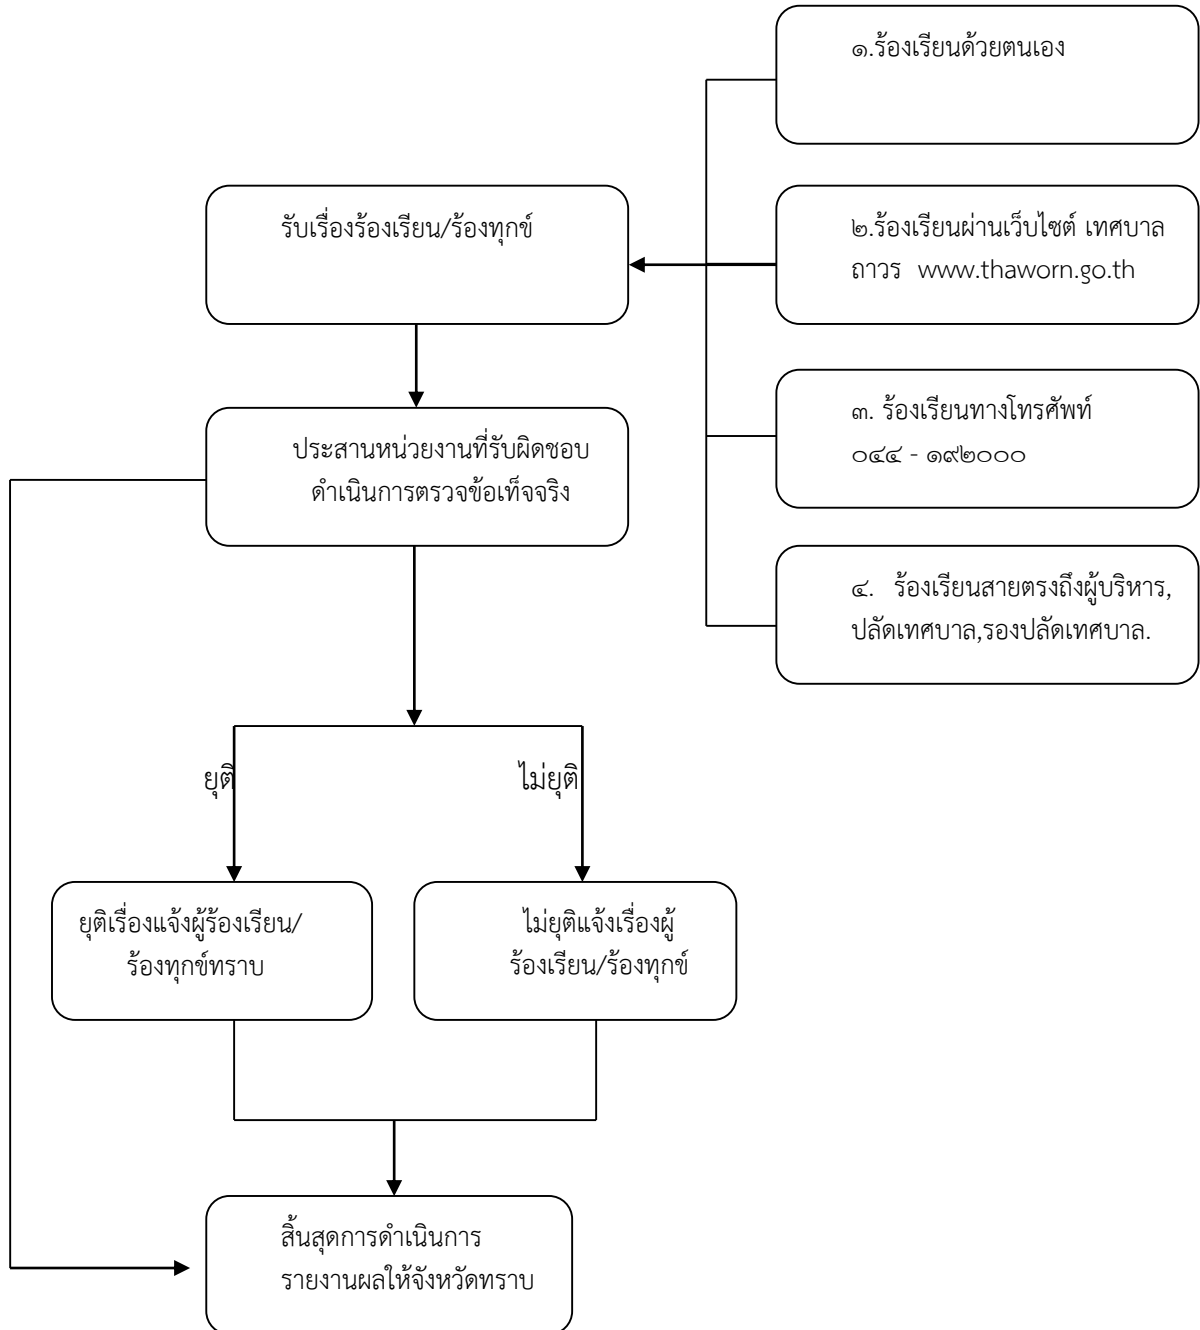 ๑.ร้องเรียนด้วยตนเอง
รับเรื่องร้องเรียน/ร้องทุกข์
๒.ร้องเรียนผ่านเว็บไซต์ เทศบาล
ถาวร www.thaworn.go.th
๓. ร้องเรียนทางโทรศัพท์
๐๔๔ - ๑๙๒๐๐๐
ประสานหน่วยงานที่รับผิดชอบ
ดำเนินการตรวจข้อเท็จจริง
๔. ร้องเรียนสายตรงถึงผู้บริหาร,
ปลัดเทศบาล,รองปลัดเทศบาล.
ยุติ
ไม่ยุติ
ยุติเรื่องแจ้งผู้ร้องเรียน/
ร้องทุกข์ทราบ
ไม่ยุติแจ้งเรื่องผู้
ร้องเรียน/ร้องทุกข์
สิ้นสุดการดำเนินการ
รายงานผลให้จังหวัดทราบ